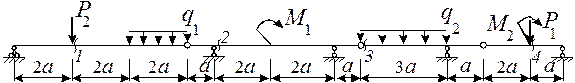 P₂ q₁ M₁ q₂ M₂ P₁
1 2 3 4
2a 2a 2a a 2a 2a a 3a a 2a a